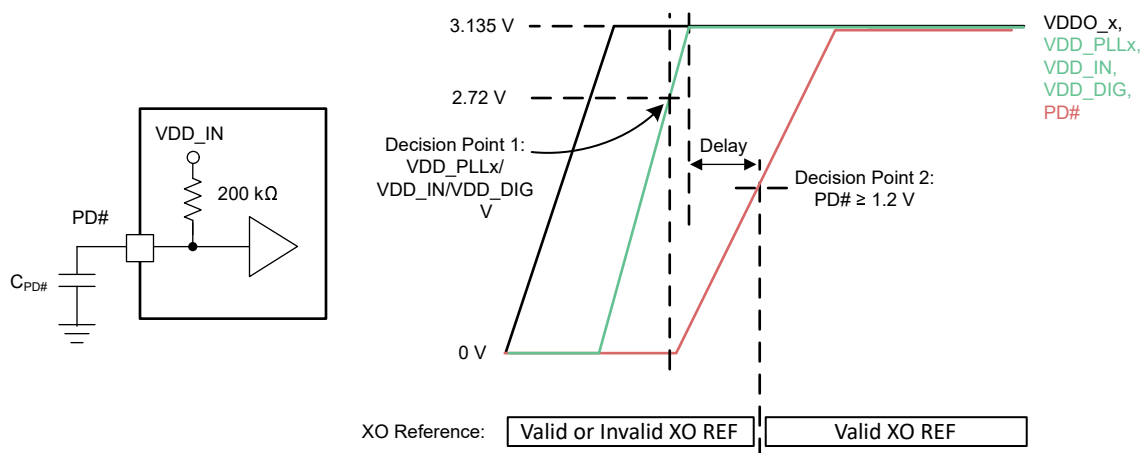 3.135 V
VDDO_x,
VDD_PLLx,
VDD_IN,
VDD_DIG,
PD#
2.72 V
VDD_IN
200 kΩ
PD#
CPD#
Decision Point 1:
VDD_PLLx/
VDD_IN/VDD_DIG
V
Delay
Decision Point 2:
PD# ≥ 1.2 V
0 V
XO Reference:
Valid or Invalid XO REF
Valid XO REF